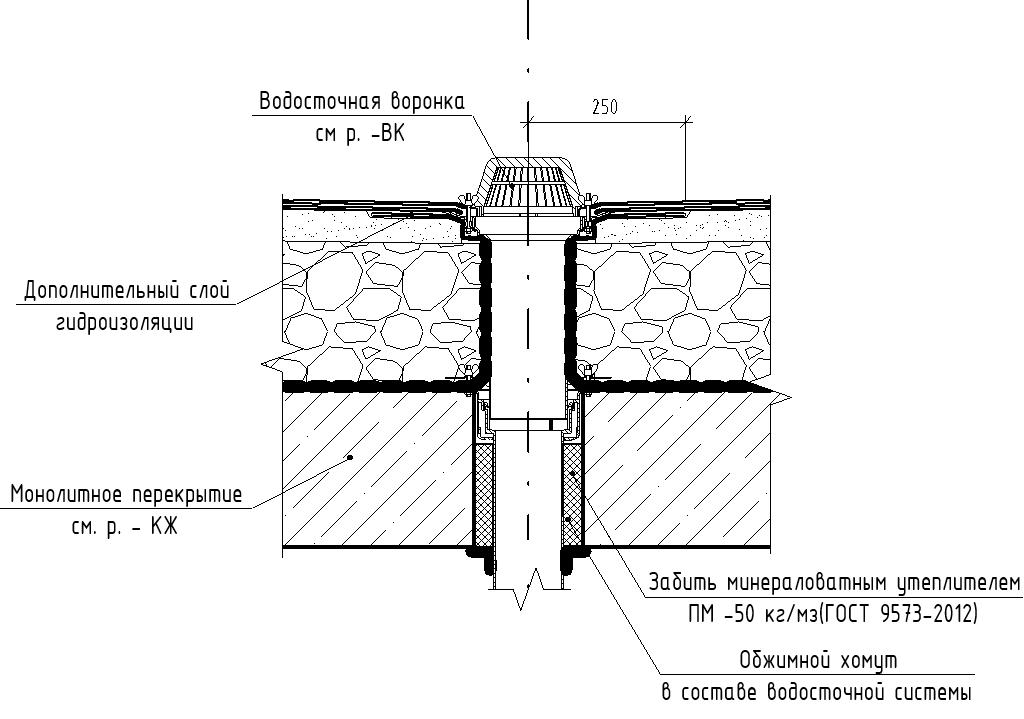 Водосточная воронка
см р. -ВК
250
Дополнительный слой
гидроизоляции
Монолитное перекрытие
см. р. - КЖ
Забить минераловатным утеплителем
ПМ -50 кг/мз(ГОСТ 9573-2012)
Обжимной хомут
в составе водосточной системы